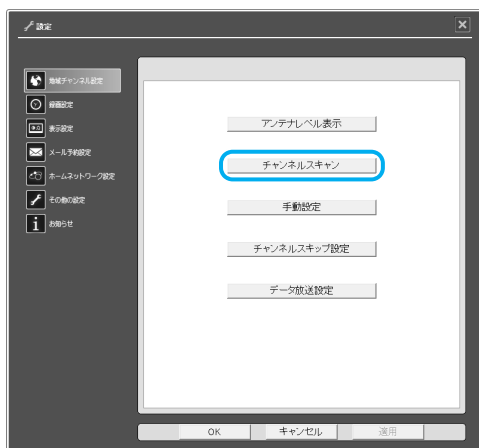 設定
地域チャンネル設定
録画設定
表示設定
メール予約設定
ホームネットワーク設定
その他の設定
お知らせ
アンテナレベル表示
チャンネルスキャン
手動設定
チャンネルスキップ設定
データ放送設定
OK キャンセル 適用